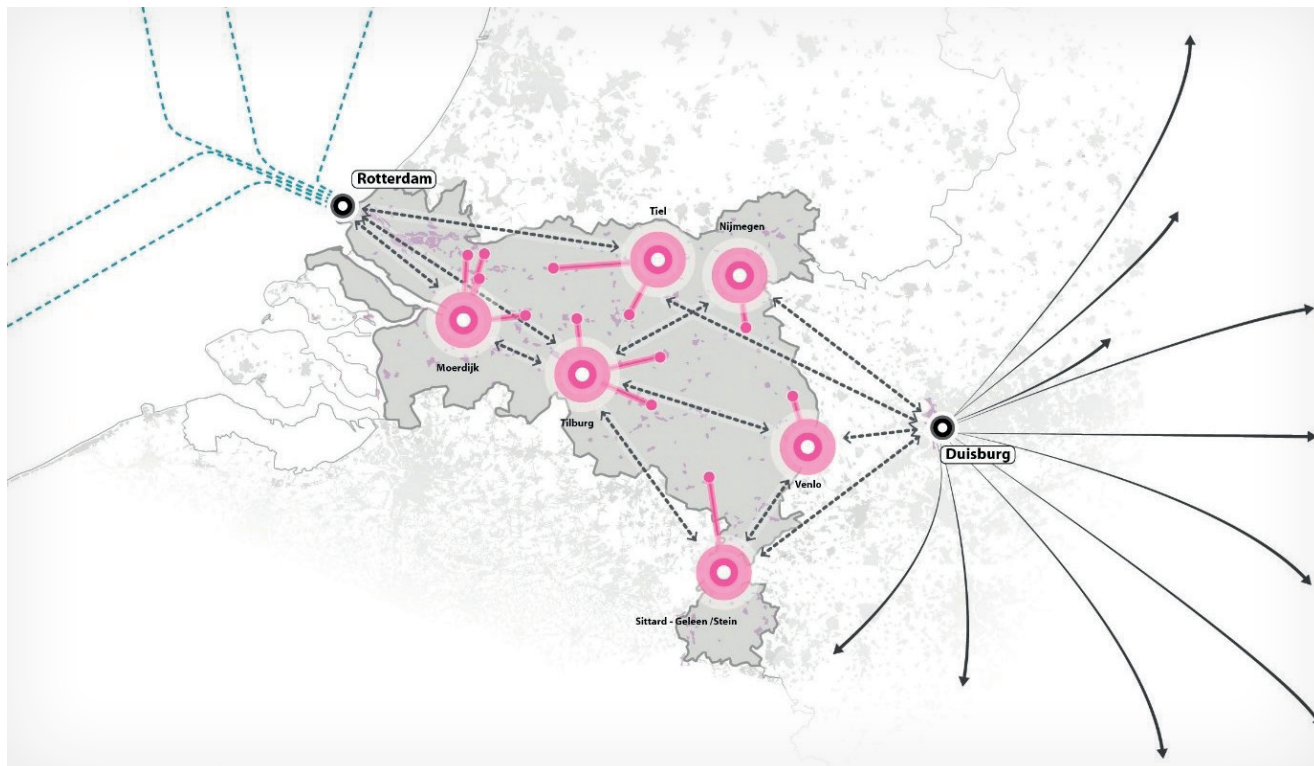 Rotterdam
Tiel
Nijmegen
Moerdijk
Tilburg
Duisburg
Venlo
Sittard - Geleen /Stein